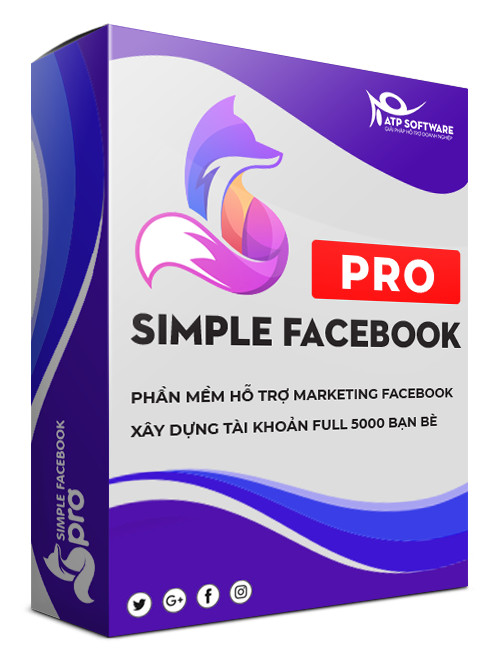 ATP SOFTWARE
GIẢI PHÁP HỖ TRỢ DOANH NGHIỆP
PRO
SIMPLE FACEBOOK
PHẦN MỀM HỖ TRỢ MARKETING FACEBOOK
XÂY DỰNG TÀI KHOẢN FULL 5000 BẠN BÈ
SIMPLE FACEBOOK
pro
G+
f